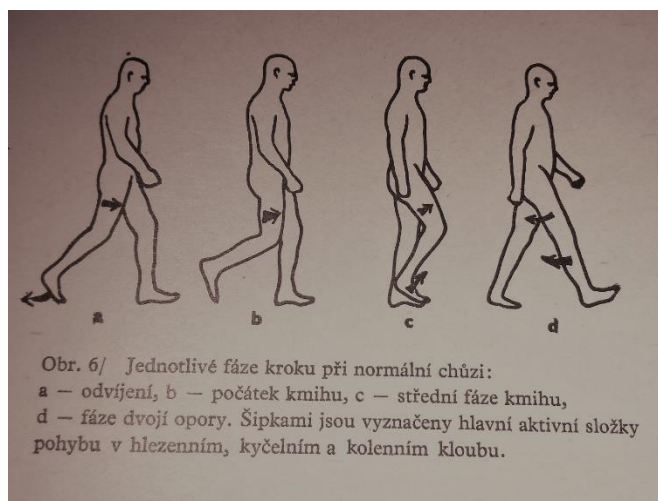 a b c d
Obr. 6/ Jednotlivé fáze kroku při normální chůzi:
a — odvíjení, b — počátek kmihu, c — střední fáze kmihu,
d — fáze dvojí opory. Šipkami jsou vyznačeny hlavní aktivní složky
pohybu v hlezenním, kyčelním a kolenním kloubu.